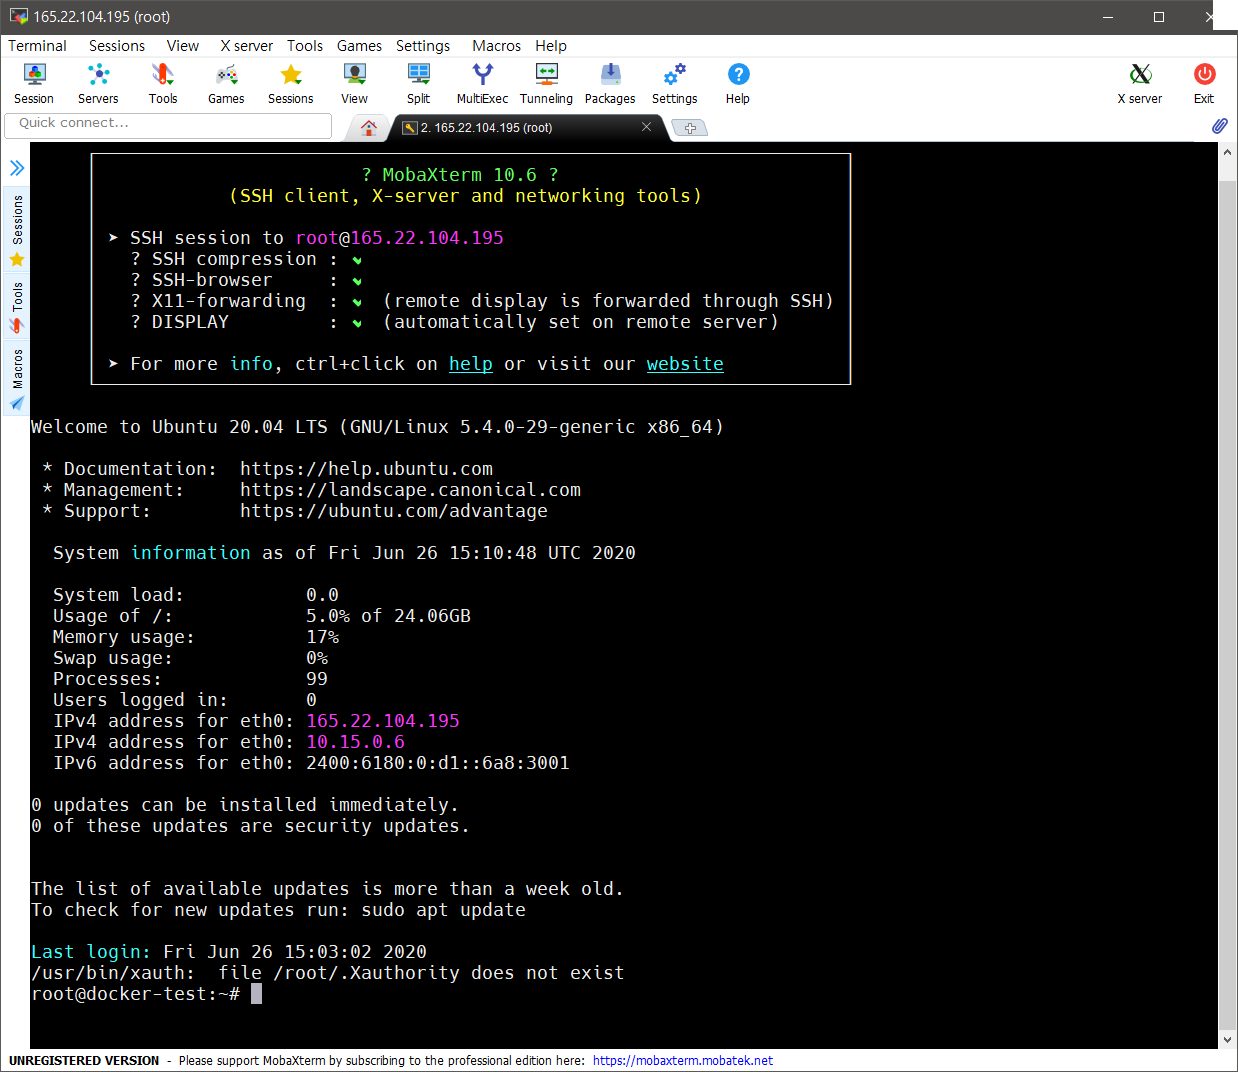 165.22.104.195 (root)
Terminal Sessions View X server Tools Games Settings Macros Help
Session Servers Tools Games Sessions View Split MultiExec Tunneling Packages Settings Help X server Exit
Quick connect...
2. 165.22.104.195 (root)
Sessions
Tools
Macros
? MobaXterm 10.6 ?
(SSH client, X-server and networking tools)
➤ SSH session to root@165.22.104.195
? SSH compression : ✔
? SSH-browser     : ✔
? X11-forwarding  : ✔  (remote display is forwarded through SSH)
? DISPLAY         : ✔  (automatically set on remote server)
➤ For more info, ctrl+click on help or visit our website
Welcome to Ubuntu 20.04 LTS (GNU/Linux 5.4.0-29-generic x86_64)
* Documentation:  https://help.ubuntu.com
* Management:     https://landscape.canonical.com
* Support:        https://ubuntu.com/advantage
System information as of Fri Jun 26 15:10:48 UTC 2020
System load:           0.0
Usage of /:            5.0% of 24.06GB
Memory usage:          17%
Swap usage:            0%
Processes:             99
Users logged in:       0
IPv4 address for eth0: 165.22.104.195
IPv4 address for eth0: 10.15.0.6
IPv6 address for eth0: 2400:6180:0:d1::6a8:3001
0 updates can be installed immediately.
0 of these updates are security updates.
The list of available updates is more than a week old.
To check for new updates run: sudo apt update
Last login: Fri Jun 26 15:03:02 2020
/usr/bin/xauth:  file /root/.Xauthority does not exist
root@docker-test:~#
UNREGISTERED VERSION - Please support MobaXterm by subscribing to the professional edition here: https://mobaxterm.mobatek.net